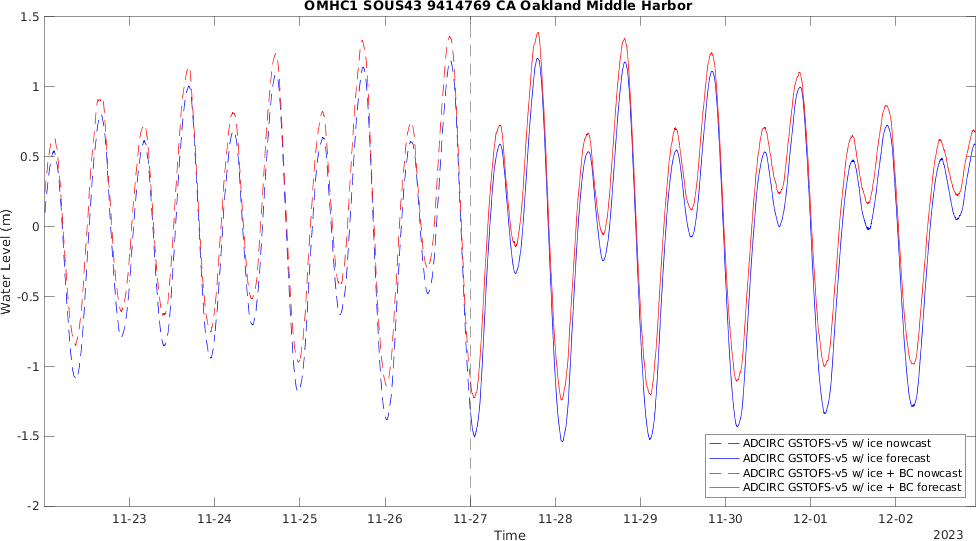 OMHC1 SOUS43 9414769 CA Oakland Middle Harbor
1.5
1
0.5
0
-0.5
-1
-1.5
-2
Water Level (m)
ADCIRC GSTOFS-v5 w/ ice nowcast
ADCIRC GSTOFS-v5 w/ ice forecast
ADCIRC GSTOFS-v5 w/ ice + BC nowcast
ADCIRC GSTOFS-v5 w/ ice + BC forecast
11-23 11-24 11-25 11-26 11-27 11-28 11-29 11-30 12-01 12-02
Time
2023